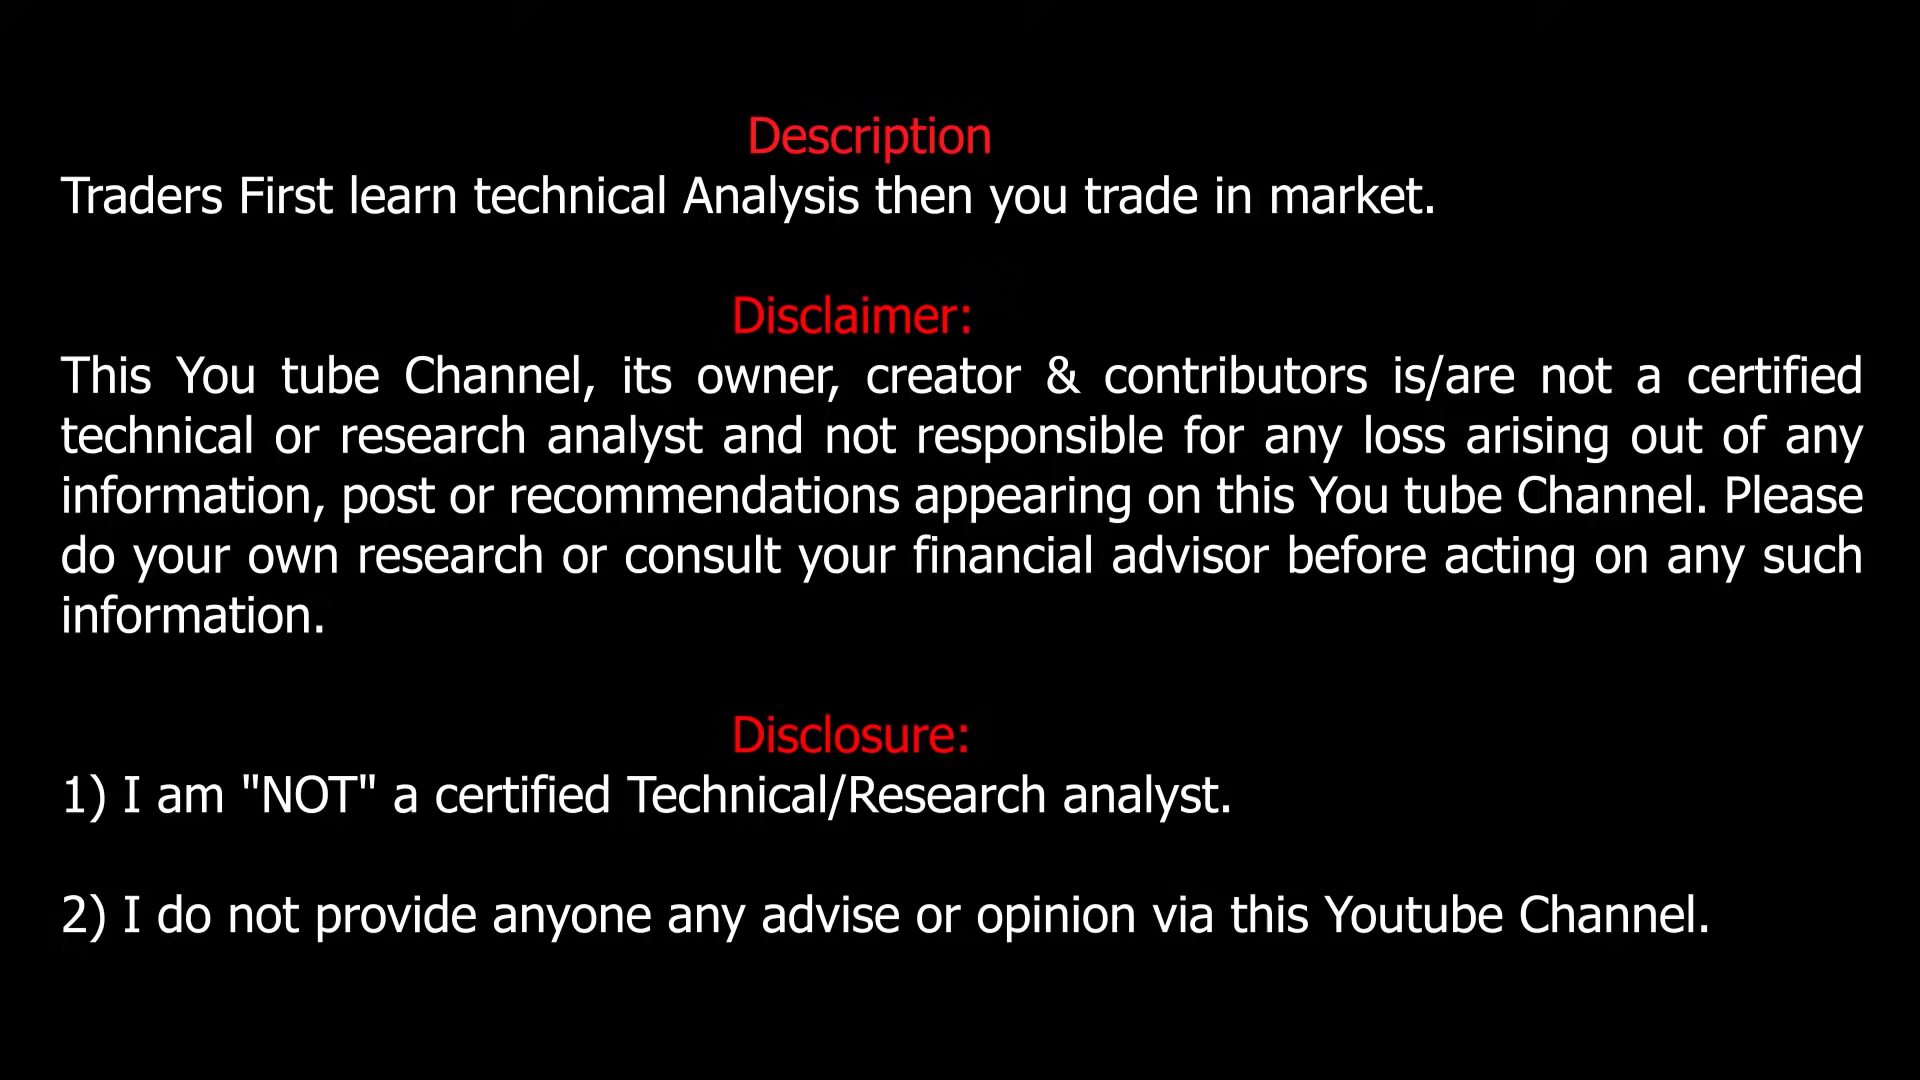 Description
Traders First learn technical Analysis then you trade in market.
Disclaimer:
This You tube Channel, its owner, creator & contributors is/are not a certified
technical or research analyst and not responsible for any loss arising out of any
information, post or recommendations appearing on this You tube Channel. Please
do your own research or consult your financial advisor before acting on any such
information.
Disclosure:
1) I am "NOT" a certified Technical/Research analyst.
2) I do not provide anyone any advise or opinion via this Youtube Channel.